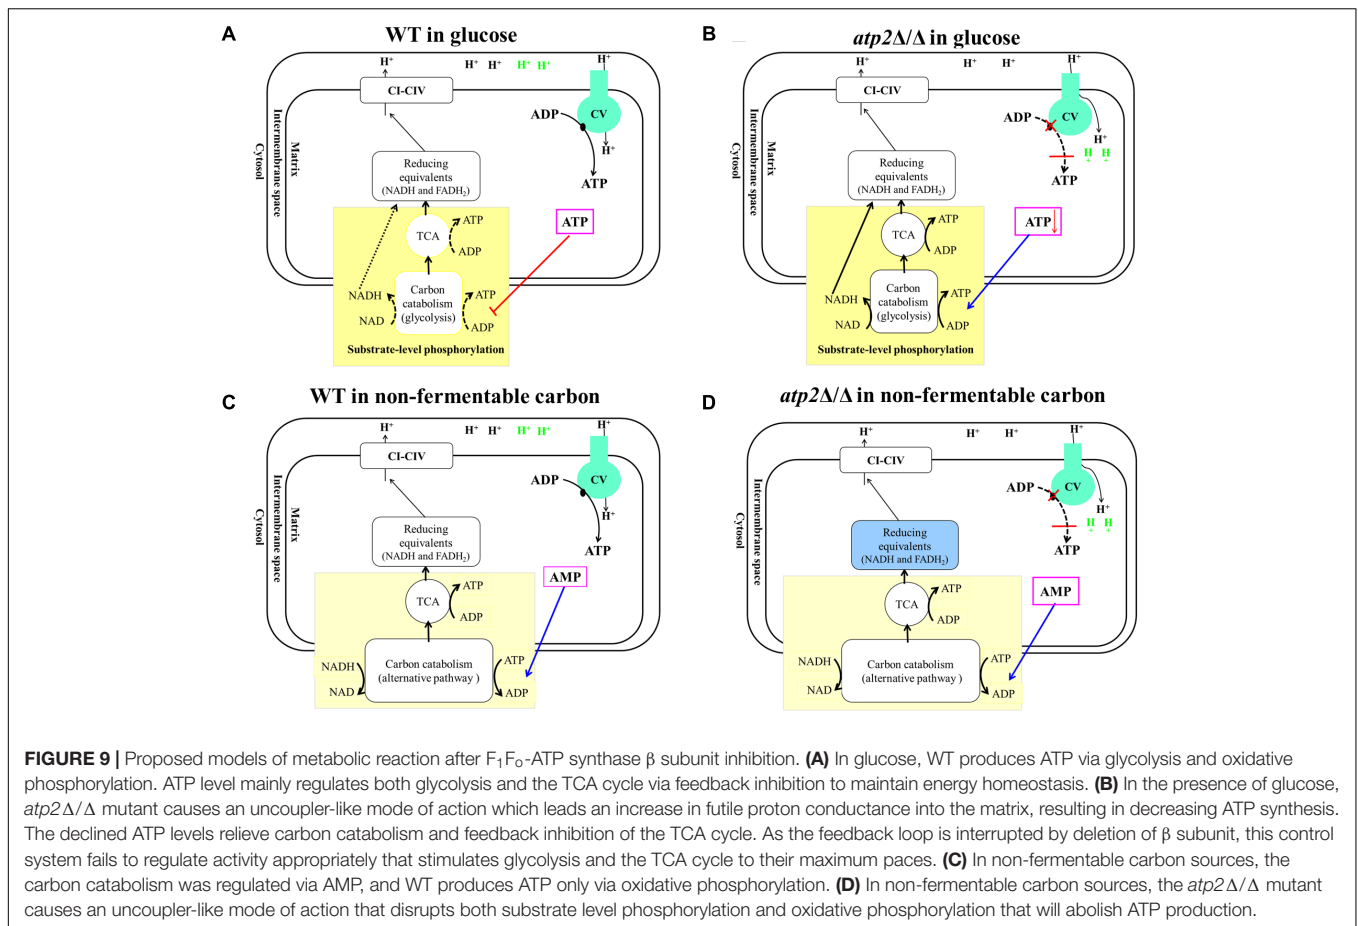 A
WT in glucose
H⁺
H⁺ H⁺ H⁺ H⁺
H⁺
CI-CIV
ADP
CV
H⁺
ATP
Reducing
equivalents
(NADH and FADH₂)
TCA
ATP
ADP
ATP
NADH
NAD
Carbon
catabolism
(glycolysis)
ATP
ADP
Substrate-level phosphorylation
Matrix
Intermembrane space
Cytosol
B
atp2Δ/Δ in glucose
H⁺
H⁺ H⁺
H⁺
CI-CIV
ADP
CV
H⁺
H⁺ H⁺
ATP
Reducing
equivalents
(NADH and FADH₂)
TCA
ATP
ADP
ATP↓
NADH
NAD
Carbon
catabolism
(glycolysis)
ATP
ADP
Substrate-level phosphorylation
Matrix
Intermembrane space
Cytosol
C
WT in non-fermentable carbon
H⁺
H⁺ H⁺ H⁺ H⁺
H⁺
CI-CIV
ADP
CV
H⁺
ATP
Reducing
equivalents
(NADH and FADH₂)
TCA
ATP
ADP
AMP
NADH
NAD
Carbon catabolism
(alternative pathway )
ATP
ADP
Matrix
Intermembrane space
Cytosol
D
atp2Δ/Δ in non-fermentable carbon
H⁺
H⁺ H⁺
H⁺
CI-CIV
ADP
CV
H⁺
H⁺ H⁺
ATP
Reducing
equivalents
(NADH and FADH₂)
TCA
ATP
ADP
AMP
NADH
NAD
Carbon catabolism
(alternative pathway )
ATP
ADP
Matrix
Intermembrane space
Cytosol
FIGURE 9 | Proposed models of metabolic reaction after F₁Fₒ-ATP synthase β subunit inhibition. (A) In glucose, WT produces ATP via glycolysis and oxidative
phosphorylation. ATP level mainly regulates both glycolysis and the TCA cycle via feedback inhibition to maintain energy homeostasis. (B) In the presence of glucose,
atp2Δ/Δ mutant causes an uncoupler-like mode of action which leads an increase in futile proton conductance into the matrix, resulting in decreasing ATP synthesis.
The declined ATP levels relieve carbon catabolism and feedback inhibition of the TCA cycle. As the feedback loop is interrupted by deletion of β subunit, this control
system fails to regulate activity appropriately that stimulates glycolysis and the TCA cycle to their maximum paces. (C) In non-fermentable carbon sources, the
carbon catabolism was regulated via AMP, and WT produces ATP only via oxidative phosphorylation. (D) In non-fermentable carbon sources, the atp2Δ/Δ mutant
causes an uncoupler-like mode of action that disrupts both substrate level phosphorylation and oxidative phosphorylation that will abolish ATP production.